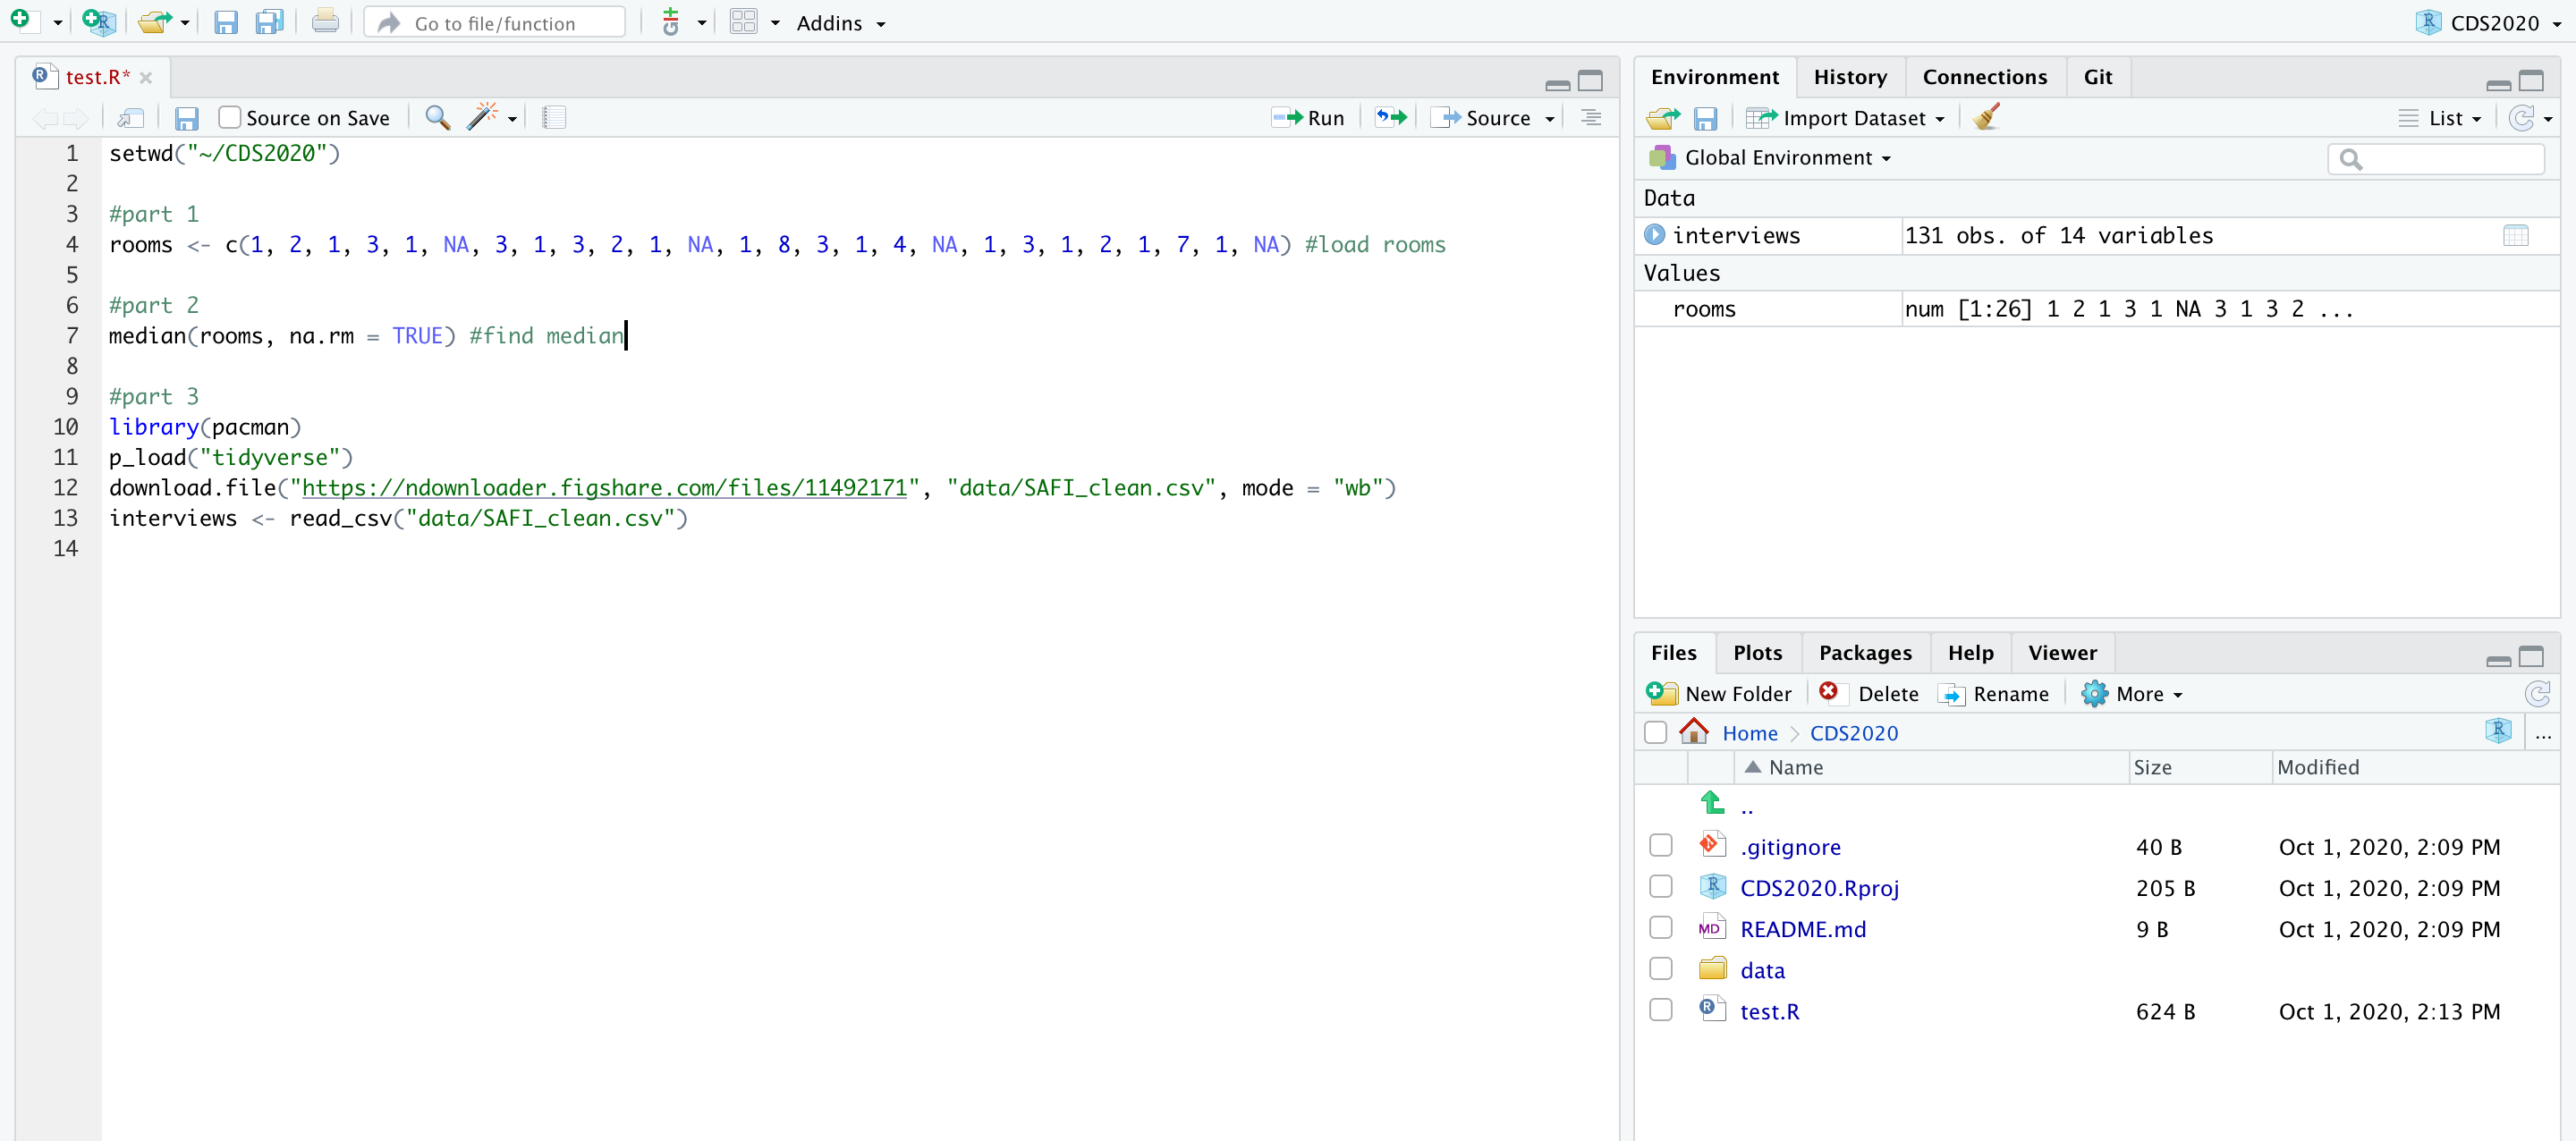 Go to file/function
Addins
CDS2020
test.R*
Source on Save
Run
Source
1 setwd("~/CDS2020")
2
3 #part 1
4 rooms <- c(1, 2, 1, 3, 1, NA, 3, 1, 3, 2, 1, NA, 1, 8, 3, 1, 4, NA, 1, 3, 1, 2, 1, 7, 1, NA) #load rooms
5
6 #part 2
7 median(rooms, na.rm = TRUE) #find median
8
9 #part 3
10 library(pacman)
11 p_load("tidyverse")
12 download.file("https://ndownloader.figshare.com/files/11492171", "data/SAFI_clean.csv", mode = "wb")
13 interviews <- read_csv("data/SAFI_clean.csv")
14
Environment History Connections Git
Import Dataset List
Global Environment
Data
interviews 131 obs. of 14 variables
Values
rooms num [1:26] 1 2 1 3 1 NA 3 1 3 2 ...
Files Plots Packages Help Viewer
New Folder Delete Rename More
Home CDS2020 ...
Name Size Modified
..
.gitignore 40 B Oct 1, 2020, 2:09 PM
CDS2020.Rproj 205 B Oct 1, 2020, 2:09 PM
README.md 9 B Oct 1, 2020, 2:09 PM
data
test.R 624 B Oct 1, 2020, 2:13 PM